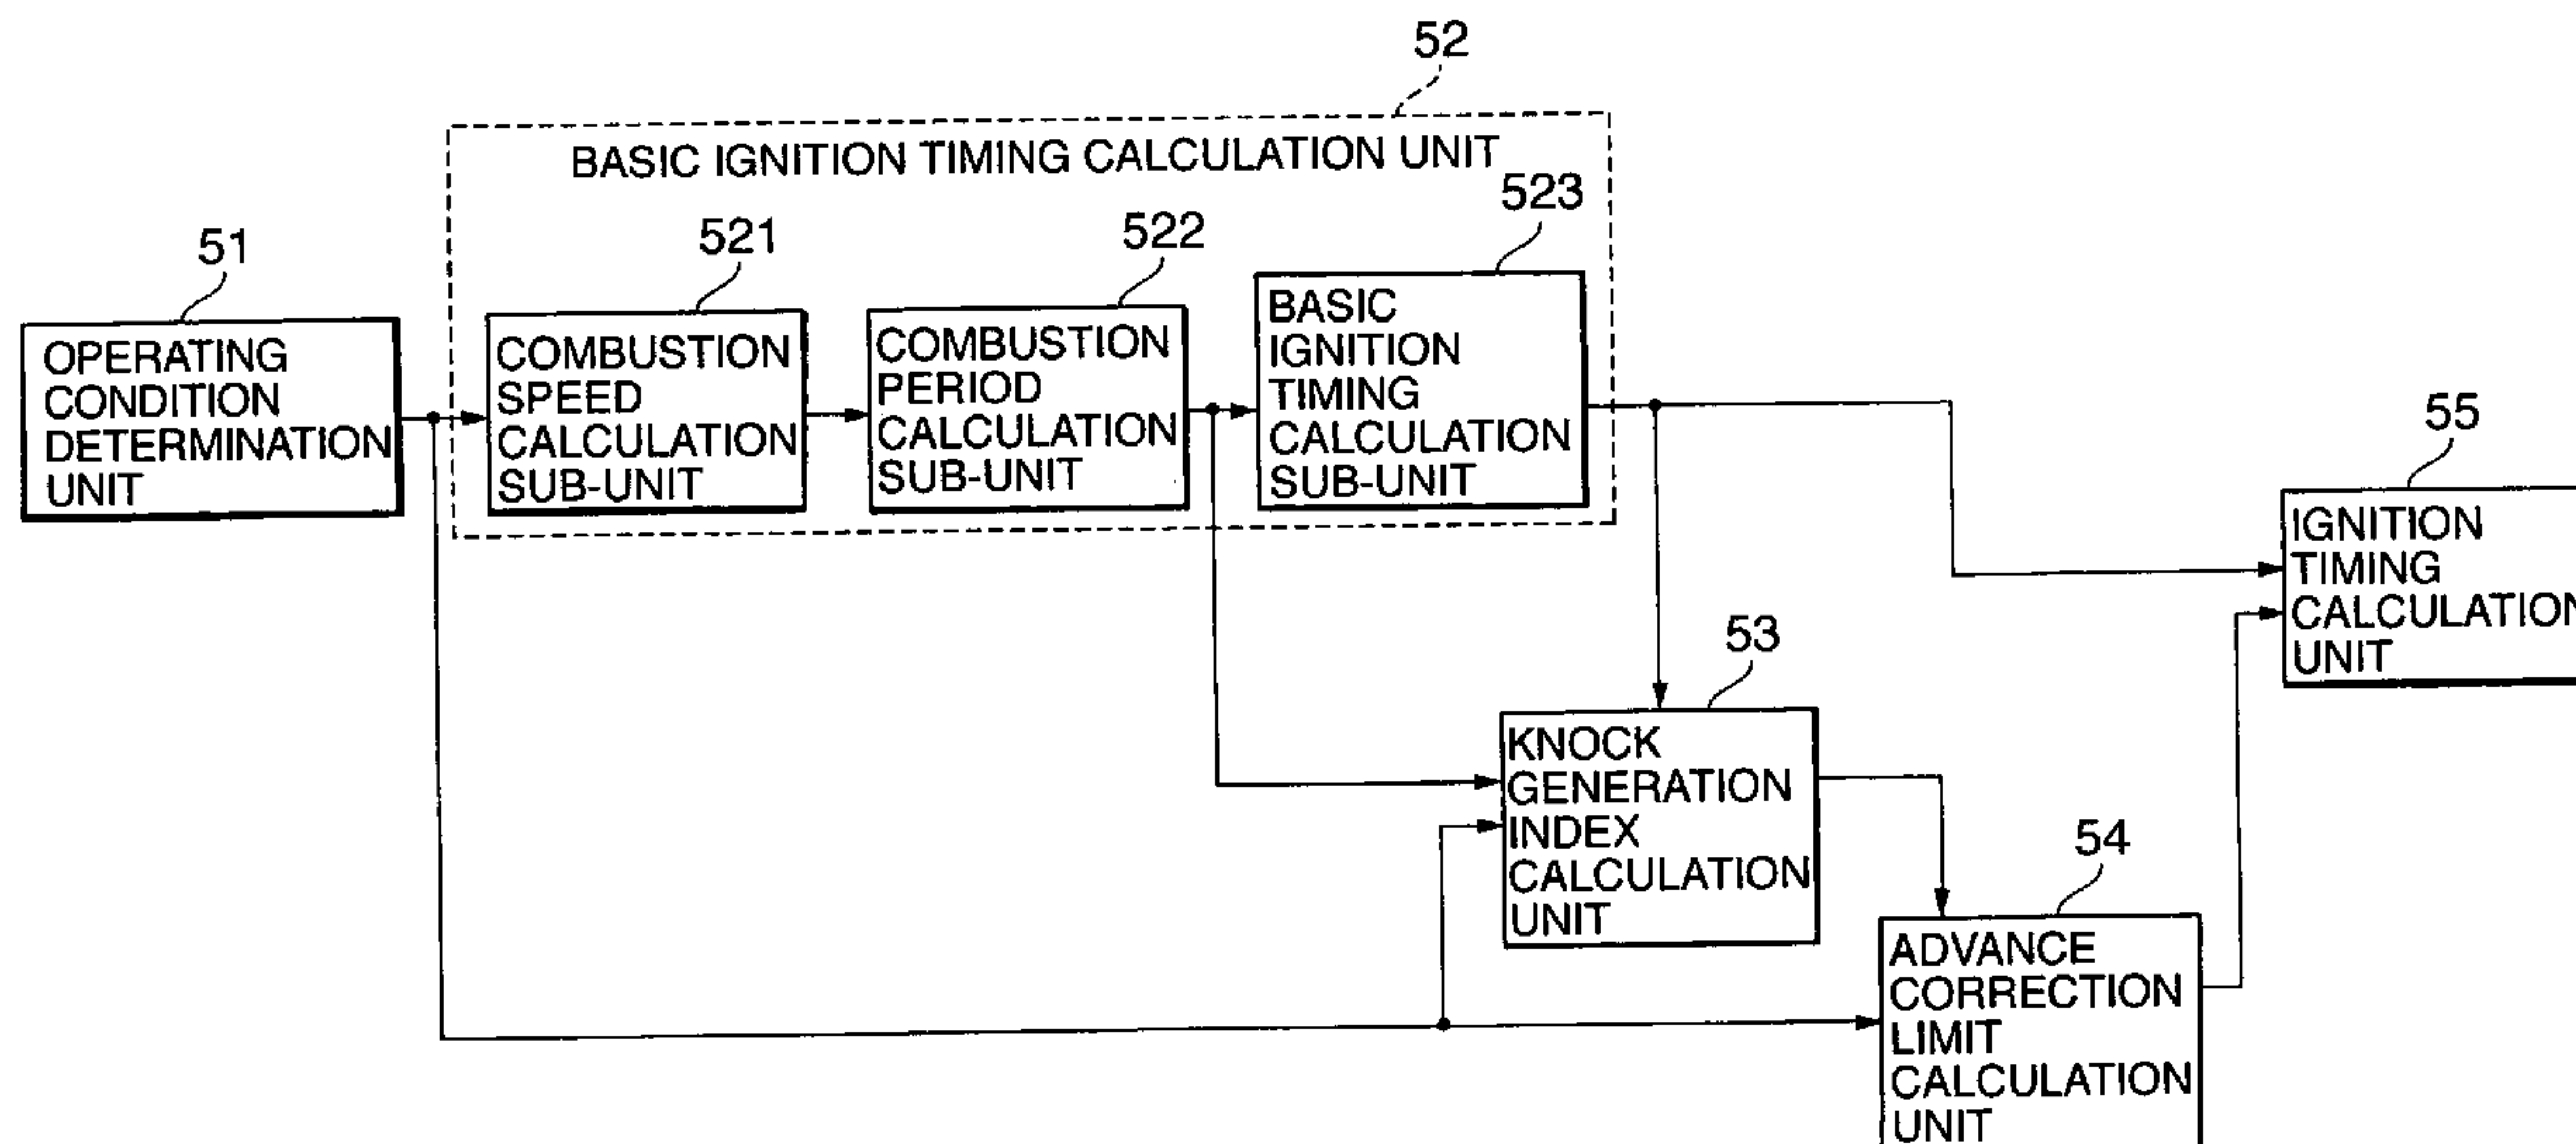 52
BASIC IGNITION TIMING CALCULATION UNIT
51
OPERATING
CONDITION
DETERMINATION
UNIT
521
COMBUSTION
SPEED
CALCULATION
SUB-UNIT
522
COMBUSTION
PERIOD
CALCULATION
SUB-UNIT
523
BASIC
IGNITION
TIMING
CALCULATION
SUB-UNIT
55
IGNITION
TIMING
CALCULATION
UNIT
53
KNOCK
GENERATION
INDEX
CALCULATION
UNIT
54
ADVANCE
CORRECTION
LIMIT
CALCULATION
UNIT